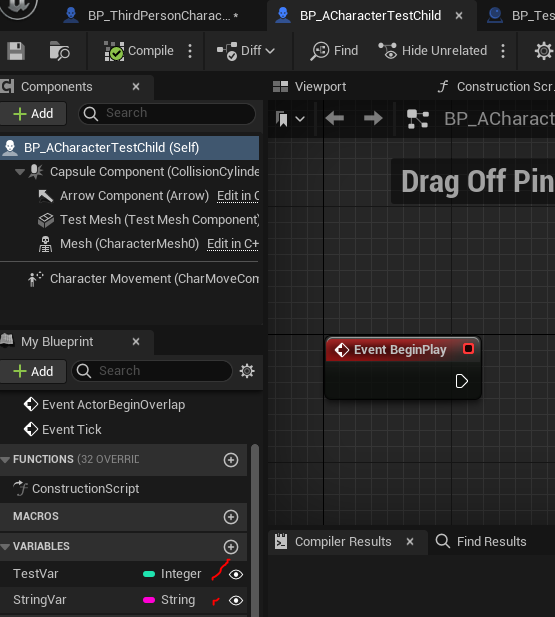 BP_ThirdPersonCharac... •
BP_ACharacterTestChild
BP_Tes
Compile
Diff
Find
Hide Unrelated
Components
Viewport
Construction Scr
Add
Search
BP_ACharact
BP_ACharacterTestChild (Self)
Drag Off Pin
Capsule Component (CollisionCylinde
Arrow Component (Arrow) Edit in C
Test Mesh (Test Mesh Component)
Mesh (CharacterMesh0) Edit in C+
Character Movement (CharMoveCom
My Blueprint
Event BeginPlay
Add
Search
Event ActorBeginOverlap
Event Tick
FUNCTIONS (32 OVERRID
ConstructionScript
MACROS
Compiler Results
Find Results
VARIABLES
TestVar Integer
StringVar String